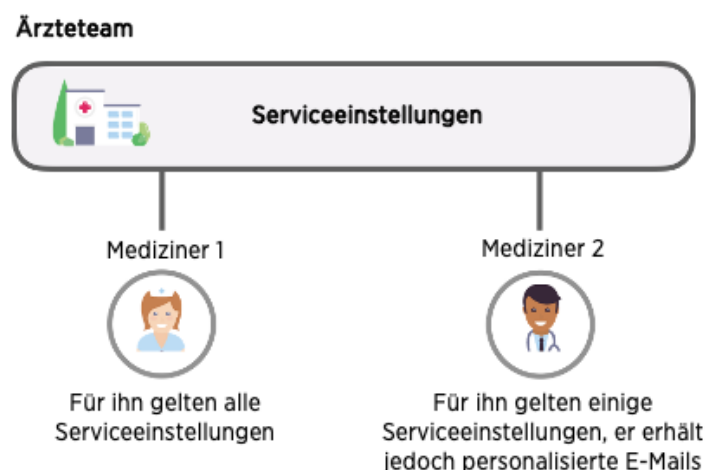 Ärzteteam
Serviceeinstellungen
Mediziner 1
Mediziner 2
Für ihn gelten alle
Serviceeinstellungen
Für ihn gelten einige
Serviceeinstellungen, er erhält
jedoch personalisierte E-Mails